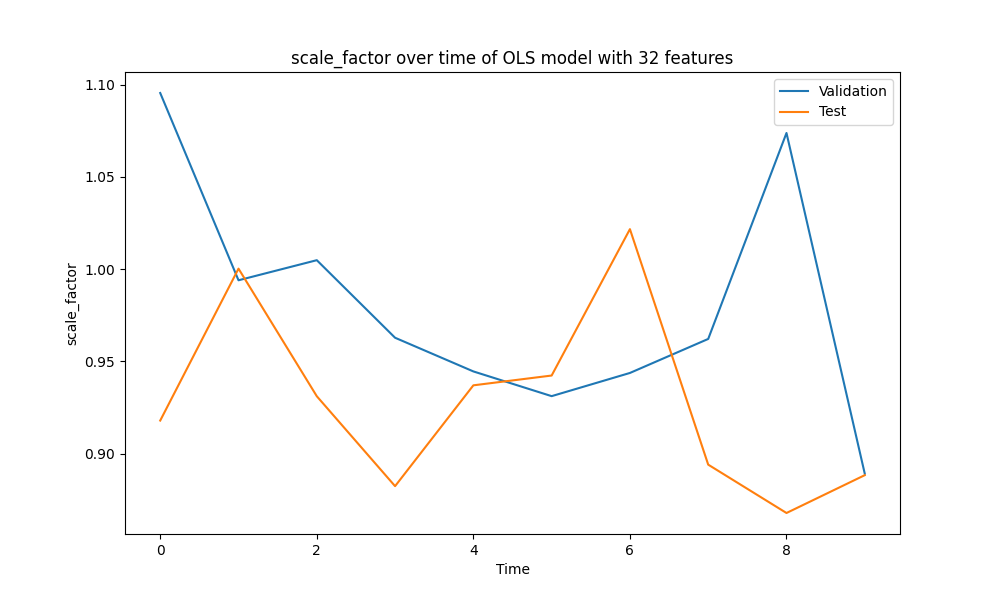 scale_factor over time of OLS model with 32 features
Validation
Test
1.10
1.05
1.00
0.95
0.90
scale_factor
0 2 4 6 8
Time